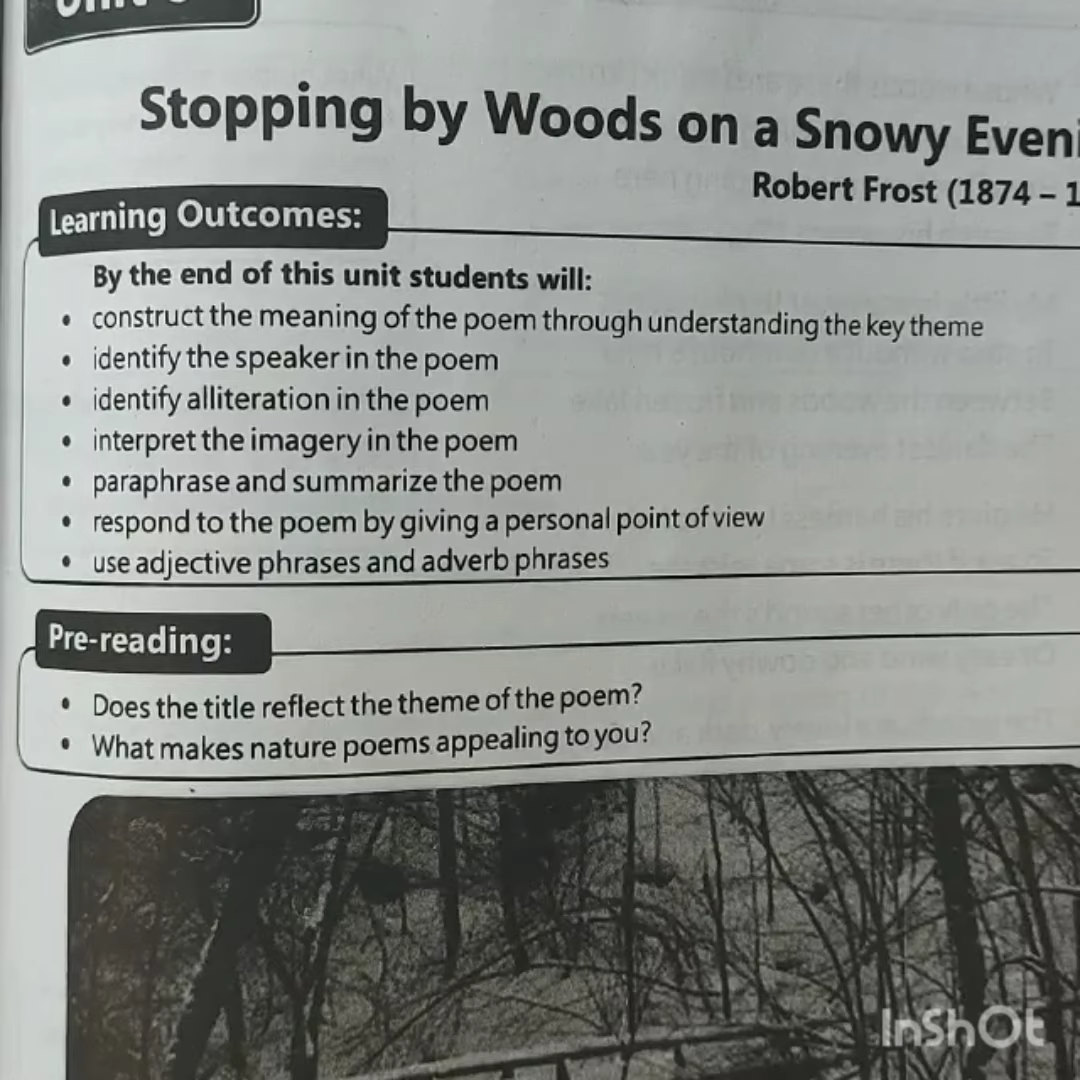 Stopping by Woods on a Snowy Eveni
Robert Frost (1874 – 1
Learning Outcomes:
By the end of this unit students will:
• construct the meaning of the poem through understanding the key theme
• identify the speaker in the poem
• identify alliteration in the poem
• interpret the imagery in the poem
• paraphrase and summarize the poem
• respond to the poem by giving a personal point of view
• use adjective phrases and adverb phrases
Pre-reading:
• Does the title reflect the theme of the poem?
• What makes nature poems appealing to you?
InShOt